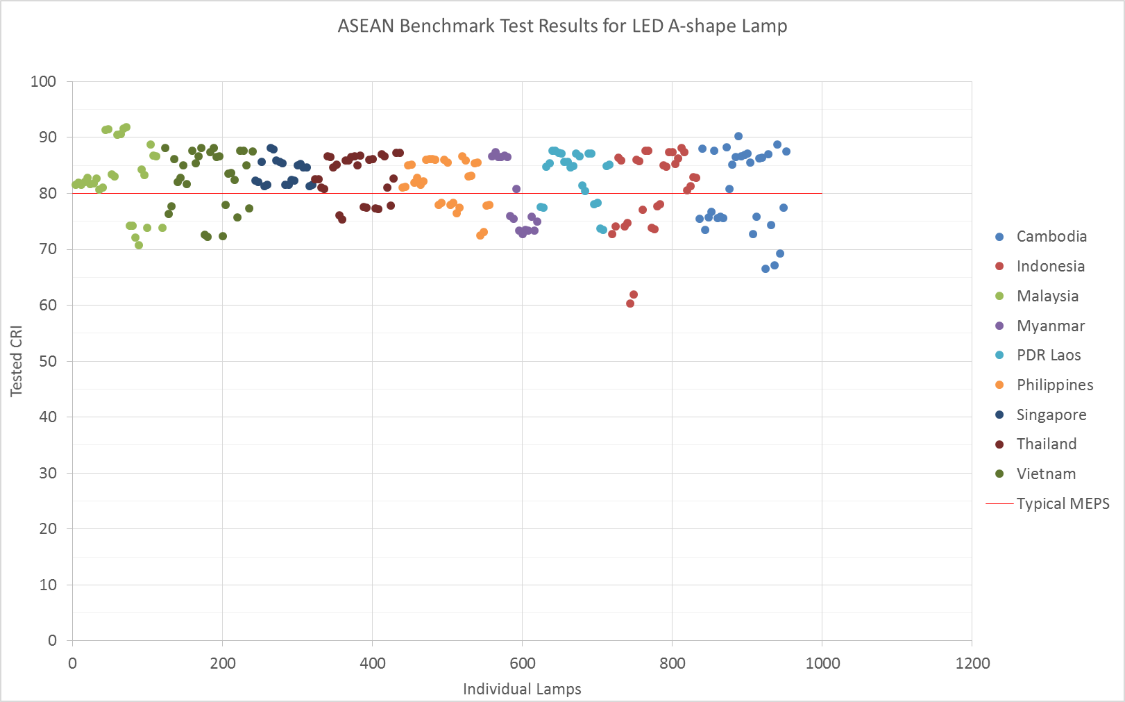 ASEAN Benchmark Test Results for LED A-shape Lamp
100
90
80
70
60
50
40
30
20
10
0
Tested CRI
0 200 400 600 800 1000 1200
Individual Lamps
Cambodia
Indonesia
Malaysia
Myanmar
PDR Laos
Philippines
Singapore
Thailand
Vietnam
Typical MEPS